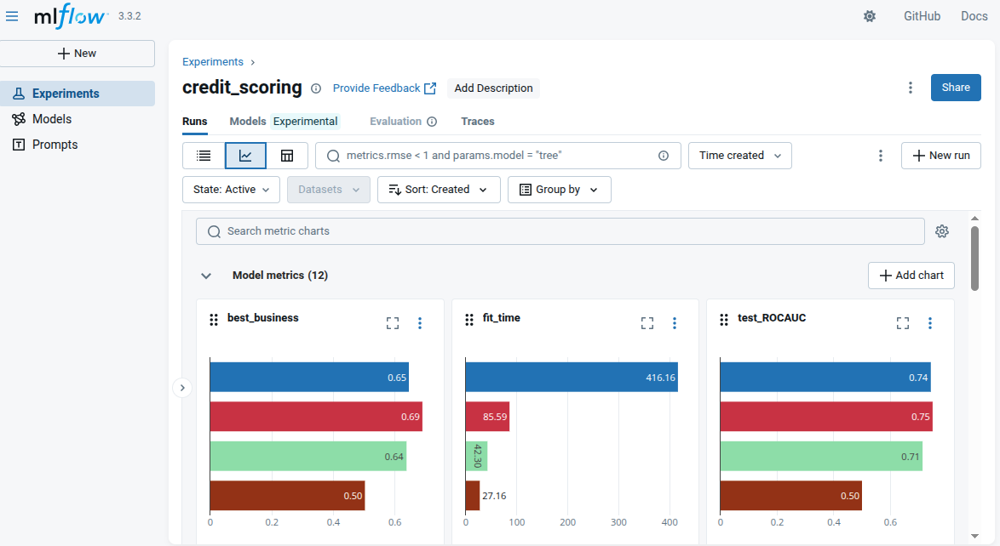 mlflow 3.3.2 GitHub Docs
New
Experiments
Models
Prompts
Experiments
credit_scoring Provide Feedback Add Description Share
Runs Models Experimental Evaluation Traces
metrics.rmse < 1 and params.model = "tree" Time created New run
State: Active Datasets Sort: Created Group by
Search metric charts
Model metrics (12) Add chart
best_business
0.65
0.69
0.64
0.50
0 0.2 0.4 0.6
fit_time
416.16
85.59
42.30
27.16
0 100 200 300 400
test_ROCAUC
0.74
0.75
0.71
0.50
0 0.2 0.4 0.6